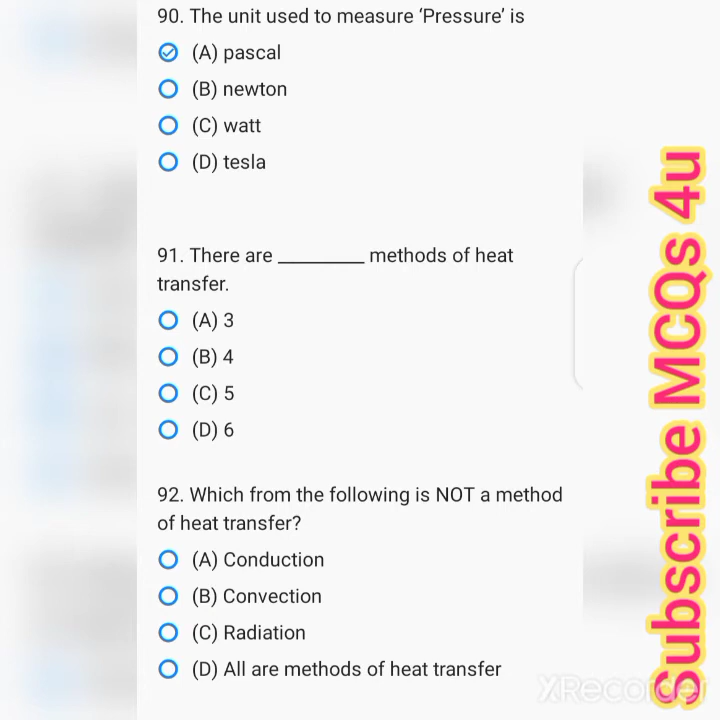 90. The unit used to measure ‘Pressure’ is
(A) pascal
(B) newton
(C) watt
(D) tesla
91. There are ________ methods of heat
transfer.
(A) 3
(B) 4
(C) 5
(D) 6
92. Which from the following is NOT a method
of heat transfer?
(A) Conduction
(B) Convection
(C) Radiation
(D) All are methods of heat transfer
Subscribe MCQs 4u
XRecorder